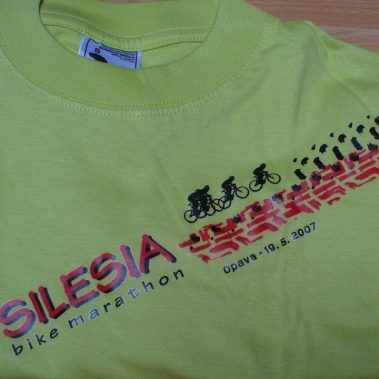 S
SILESIA
bike marathon
opava - 19. 5. 2007